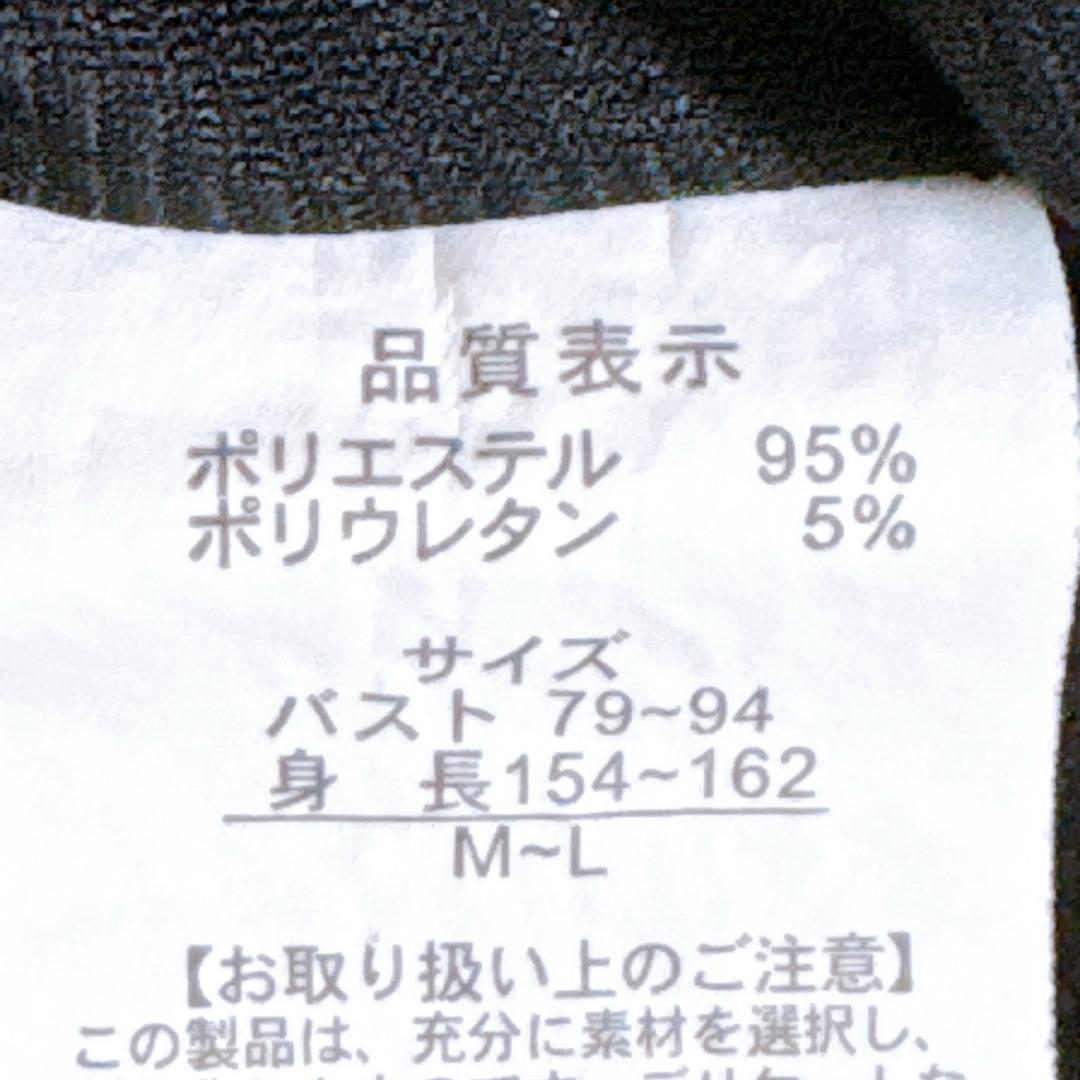 品質表示
ポリエステル 95%
ポリウレタン 5%
サイズ
バスト 79~94
身 長154~162
M~L
【お取り扱い上のご注意】
この製品は、充分に素材を選択し、